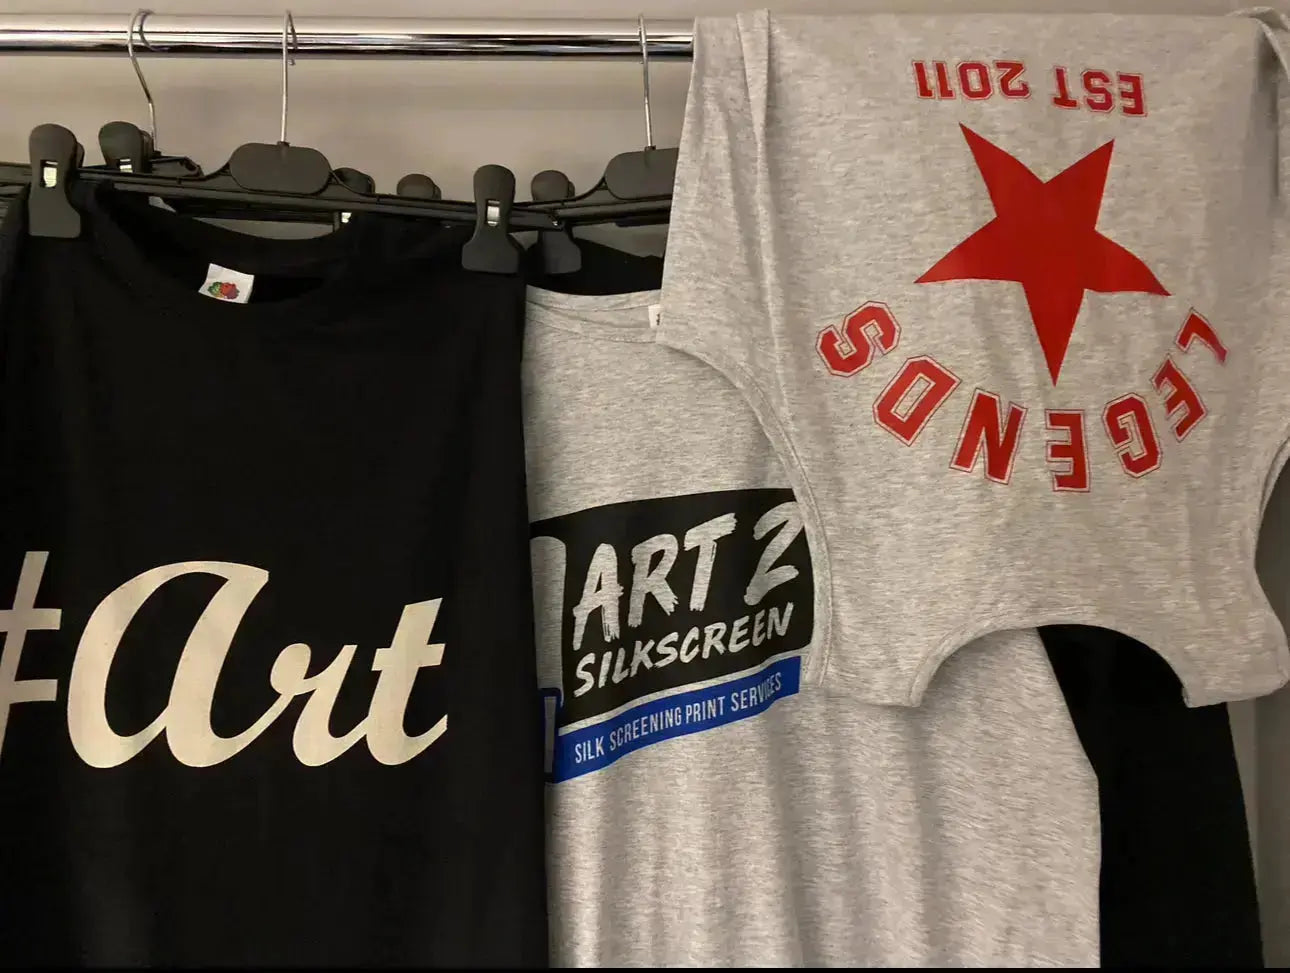 #Art
ART 2
SILKSCREEN
SILK SCREENING PRINT SERVICES
LEGENDS
EST 2011